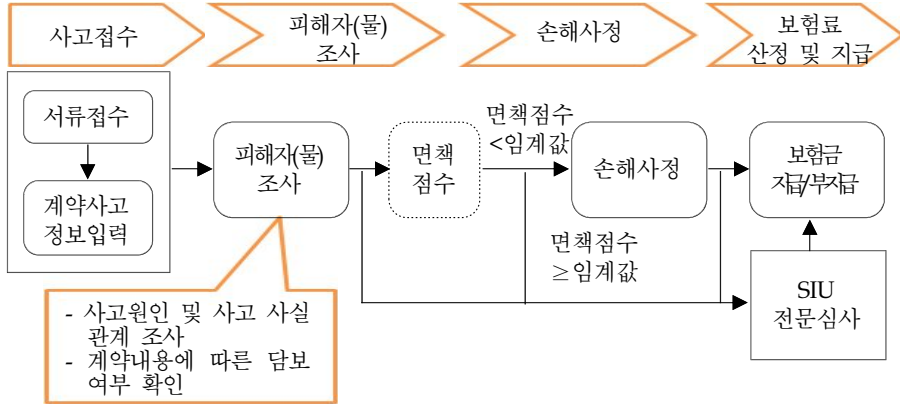 사고접수
피해자(물)
조사
손해사정
보험료
산정 및 지급
서류접수
계약사고
정보입력
피해자(물)
조사
면책
점수
면책점수
<임계값
손해사정
보험금
지급/부지급
면책점수
≥임계값
SIU
전문심사
- 사고원인 및 사고 사실
관계 조사
- 계약내용에 따른 담보
여부 확인